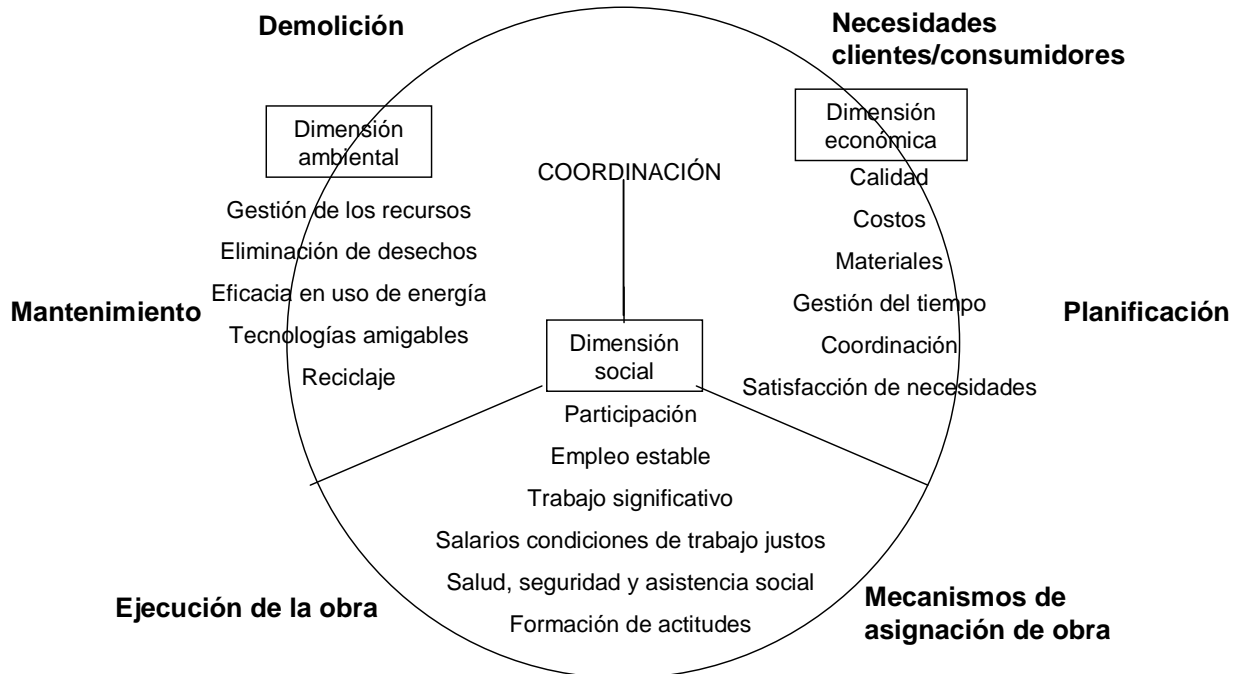 Demolición
Necesidades
clientes/consumidores
Dimensión
ambiental
Dimensión
económica
COORDINACIÓN
Gestión de los recursos
Eliminación de desechos
Eficacia en uso de energía
Tecnologías amigables
Reciclaje
Calidad
Costos
Materiales
Gestión del tiempo
Coordinación
Satisfacción de necesidades
Mantenimiento
Planificación
Dimensión
social
Participación
Empleo estable
Trabajo significativo
Salarios condiciones de trabajo justos
Salud, seguridad y asistencia social
Formación de actitudes
Ejecución de la obra
Mecanismos de
asignación de obra